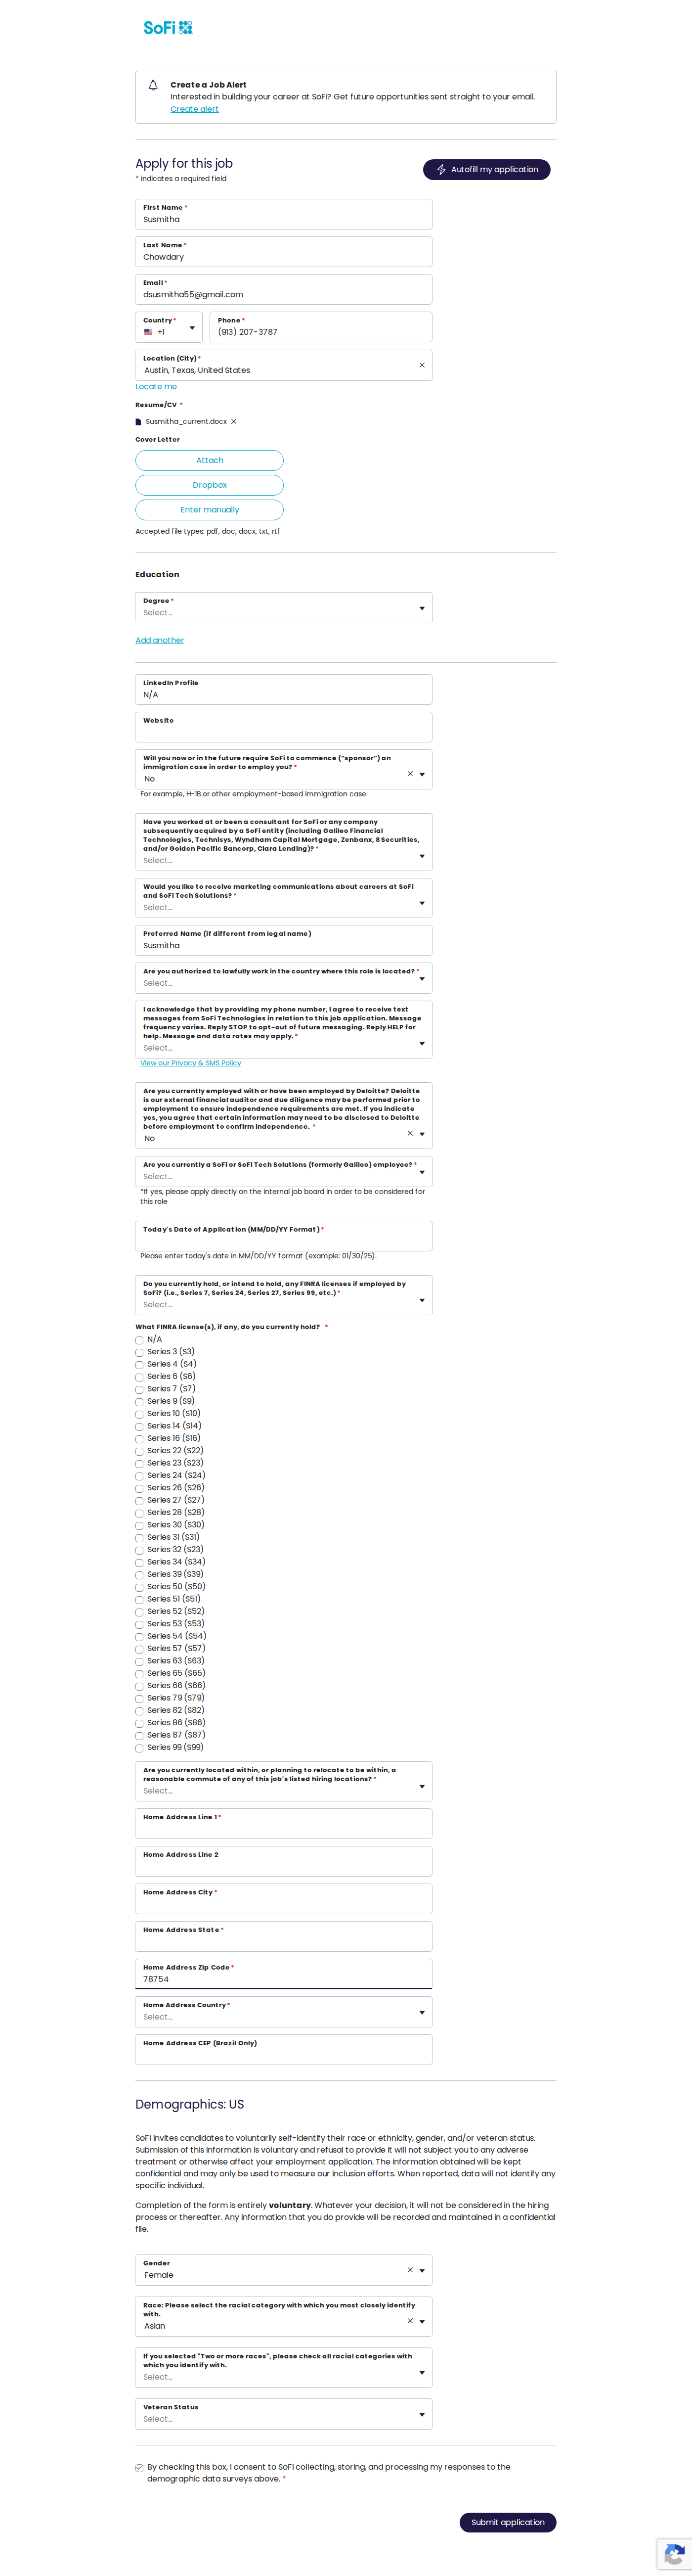 SoFi
Create a Job Alert
Interested in building your career at SoFi? Get future opportunities sent straight to your email.
Create alert
Apply for this job
* indicates a required field
Autofill my application
First Name *
Susmitha
Last Name *
Chowdary
Email *
dsusmitha55@gmail.com
Country *
+1
Phone *
(913) 207-3787
Location (City) *
Austin, Texas, United States
Locate me
Resume/CV *
Susmitha_current.docx
Cover Letter
Attach
Dropbox
Enter manually
Accepted file types: pdf, doc, docx, txt, rtf
Education
Degree *
Select...
Add another
LinkedIn Profile
N/A
Website
Will you now or in the future require SoFi to commence ("sponsor") an
immigration case in order to employ you? *
No
For example, H-1B or other employment-based immigration case
Have you worked at or been a consultant for SoFi or any company
subsequently acquired by a SoFi entity (including Galileo Financial
Technologies, Technisys, Wyndham Capital Mortgage, Zenbanx, 8 Securities,
and/or Golden Pacific Bancorp, Clara Lending)? *
Select...
Would you like to receive marketing communications about careers at SoFi
and SoFi Tech Solutions? *
Select...
Preferred Name (if different from legal name)
Susmitha
Are you authorized to lawfully work in the country where this role is located? *
Select...
I acknowledge that by providing my phone number, I agree to receive text
messages from SoFi Technologies in relation to this job application. Message
frequency varies. Reply STOP to opt-out of future messaging. Reply HELP for
help. Message and data rates may apply. *
Select...
View our Privacy & SMS Policy
Are you currently employed with or have been employed by Deloitte? Deloitte
is our external financial auditor and due diligence may be performed prior to
employment to ensure independence requirements are met. If you indicate
yes, you agree that certain information may need to be disclosed to Deloitte
before employment to confirm independence. *
No
Are you currently a SoFi or SoFi Tech Solutions (formerly Galileo) employee? *
Select...
*If yes, please apply directly on the internal job board in order to be considered for
this role
Today's Date of Application (MM/DD/YY Format) *
Please enter today's date in MM/DD/YY format (example: 01/30/25).
Do you currently hold, or intend to hold, any FINRA licenses if employed by
SoFi? (i.e., Series 7, Series 24, Series 27, Series 99, etc.) *
Select...
What FINRA license(s), if any, do you currently hold? *
N/A
Series 3 (S3)
Series 4 (S4)
Series 6 (S6)
Series 7 (S7)
Series 9 (S9)
Series 10 (S10)
Series 14 (S14)
Series 16 (S16)
Series 22 (S22)
Series 23 (S23)
Series 24 (S24)
Series 26 (S26)
Series 27 (S27)
Series 28 (S28)
Series 30 (S30)
Series 31 (S31)
Series 32 (S23)
Series 34 (S34)
Series 39 (S39)
Series 50 (S50)
Series 51 (S51)
Series 52 (S52)
Series 53 (S53)
Series 54 (S54)
Series 57 (S57)
Series 63 (S63)
Series 65 (S65)
Series 66 (S66)
Series 79 (S79)
Series 82 (S82)
Series 86 (S86)
Series 87 (S87)
Series 99 (S99)
Are you currently located within, or planning to relocate to be within, a
reasonable commute of any of this job's listed hiring locations? *
Select...
Home Address Line 1 *
Home Address Line 2
Home Address City *
Home Address State *
Home Address Zip Code *
78754
Home Address Country *
Select...
Home Address CEP (Brazil Only)
Demographics: US
SoFI invites candidates to voluntarily self-identify their race or ethnicity, gender, and/or veteran status.
Submission of this information is voluntary and refusal to provide it will not subject you to any adverse
treatment or otherwise affect your employment application. The information obtained will be kept
confidential and may only be used to measure our inclusion efforts. When reported, data will not identify any
specific individual.
Completion of the form is entirely voluntary. Whatever your decision, it will not be considered in the hiring
process or thereafter. Any information that you do provide will be recorded and maintained in a confidential
file.
Gender
Female
Race: Please select the racial category with which you most closely identify
with.
Asian
If you selected "Two or more races", please check all racial categories with
which you identify with.
Select...
Veteran Status
Select...
By checking this box, I consent to SoFi collecting, storing, and processing my responses to the
demographic data surveys above. *
Submit application